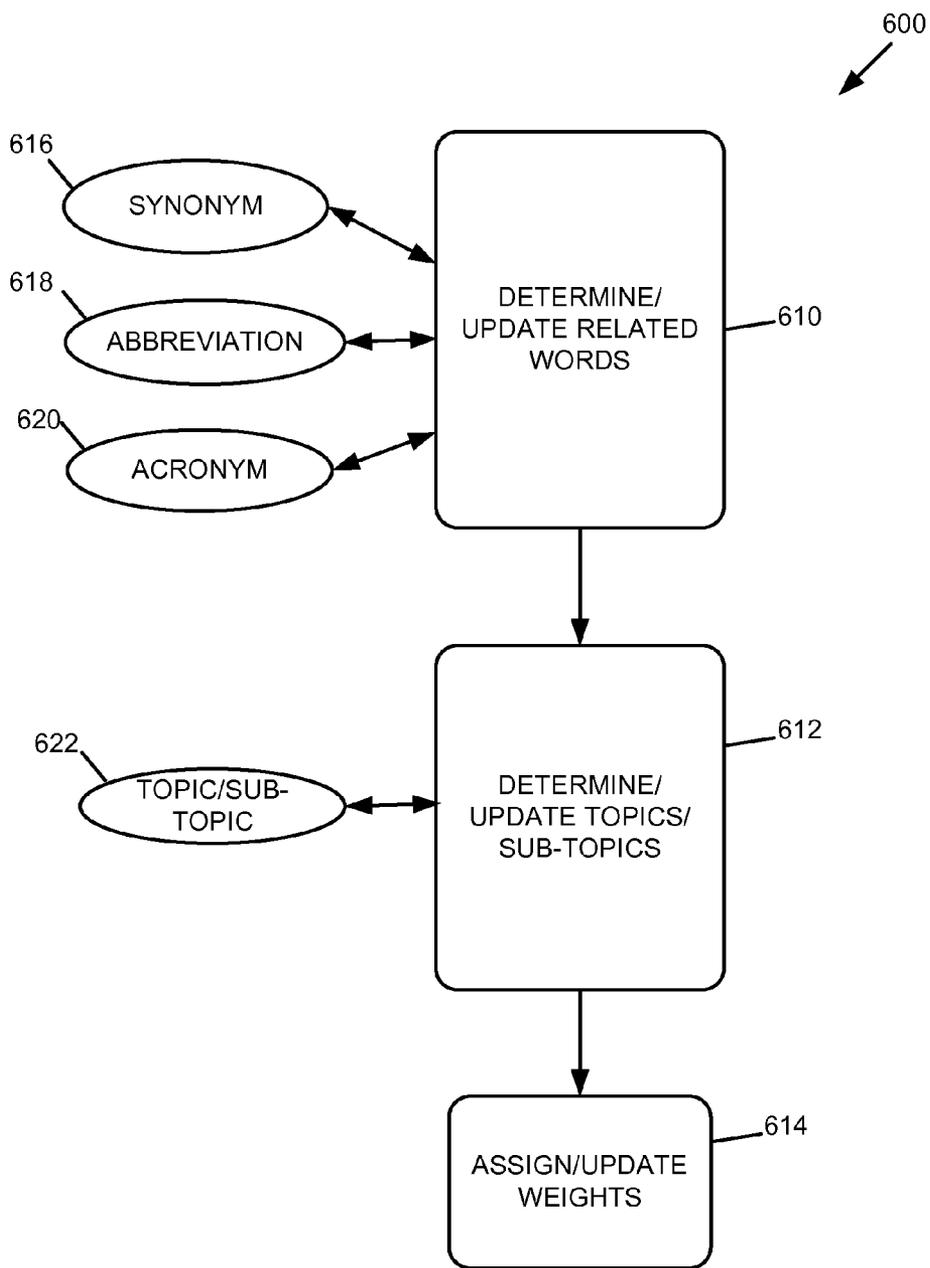 600
616
SYNONYM
618
ABBREVIATION
620
ACRONYM
DETERMINE/
UPDATE RELATED
WORDS
610
622
TOPIC/SUB-
TOPIC
DETERMINE/
UPDATE TOPICS/
SUB-TOPICS
612
ASSIGN/UPDATE
WEIGHTS
614